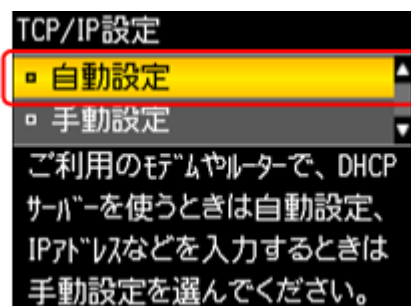 TCP/IP設定
▫ 自動設定
▫ 手動設定
ご利用のﾓﾃﾞﾑやﾙｰﾀｰで、DHCP
ｻｰﾊﾞｰを使うときは自動設定、
IPｱﾄﾞﾚｽなどを入力するときは
手動設定を選んでください。